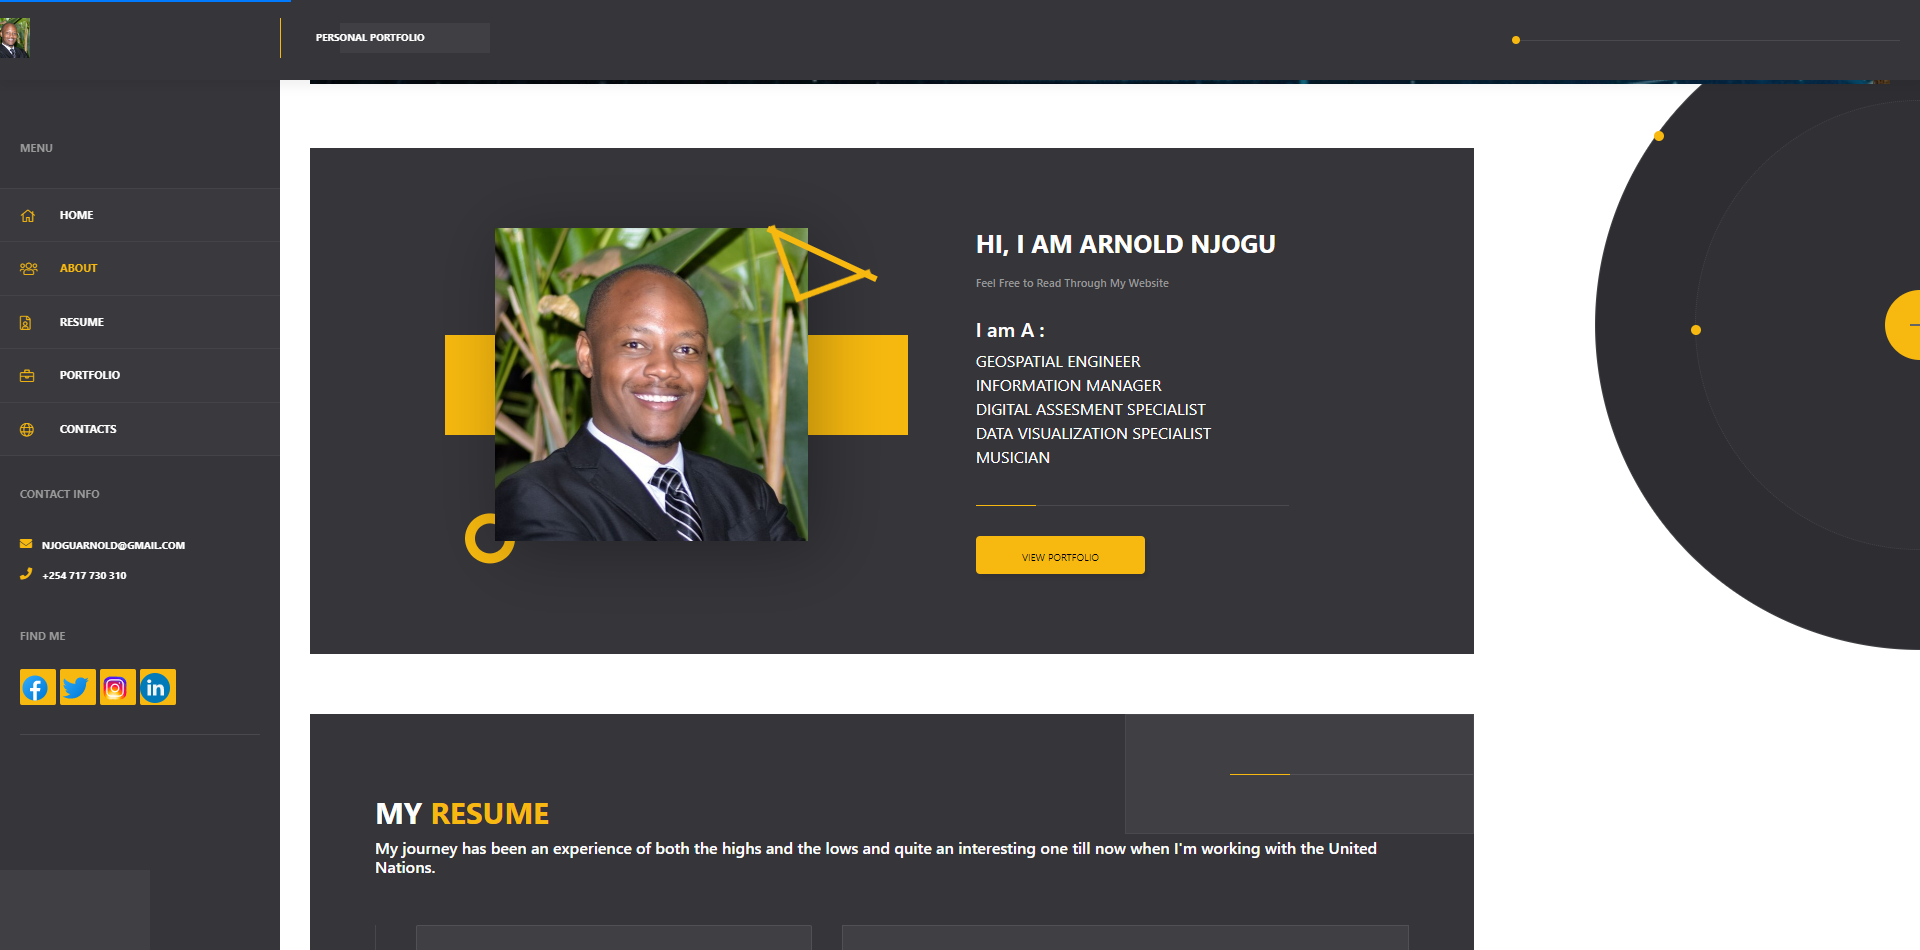 PERSONAL PORTFOLIO
MENU
HOME
ABOUT
RESUME
PORTFOLIO
CONTACTS
CONTACT INFO
NJOGUARNOLD@GMAIL.COM
+254 717 730 310
FIND ME
HI, I AM ARNOLD NJOGU
Feel Free to Read Through My Website
I am A :
GEOSPATIAL ENGINEER
INFORMATION MANAGER
DIGITAL ASSESMENT SPECIALIST
DATA VISUALIZATION SPECIALIST
MUSICIAN
VIEW PORTFOLIO
MY RESUME
My journey has been an experience of both the highs and the lows and quite an interesting one till now when I'm working with the United
Nations.